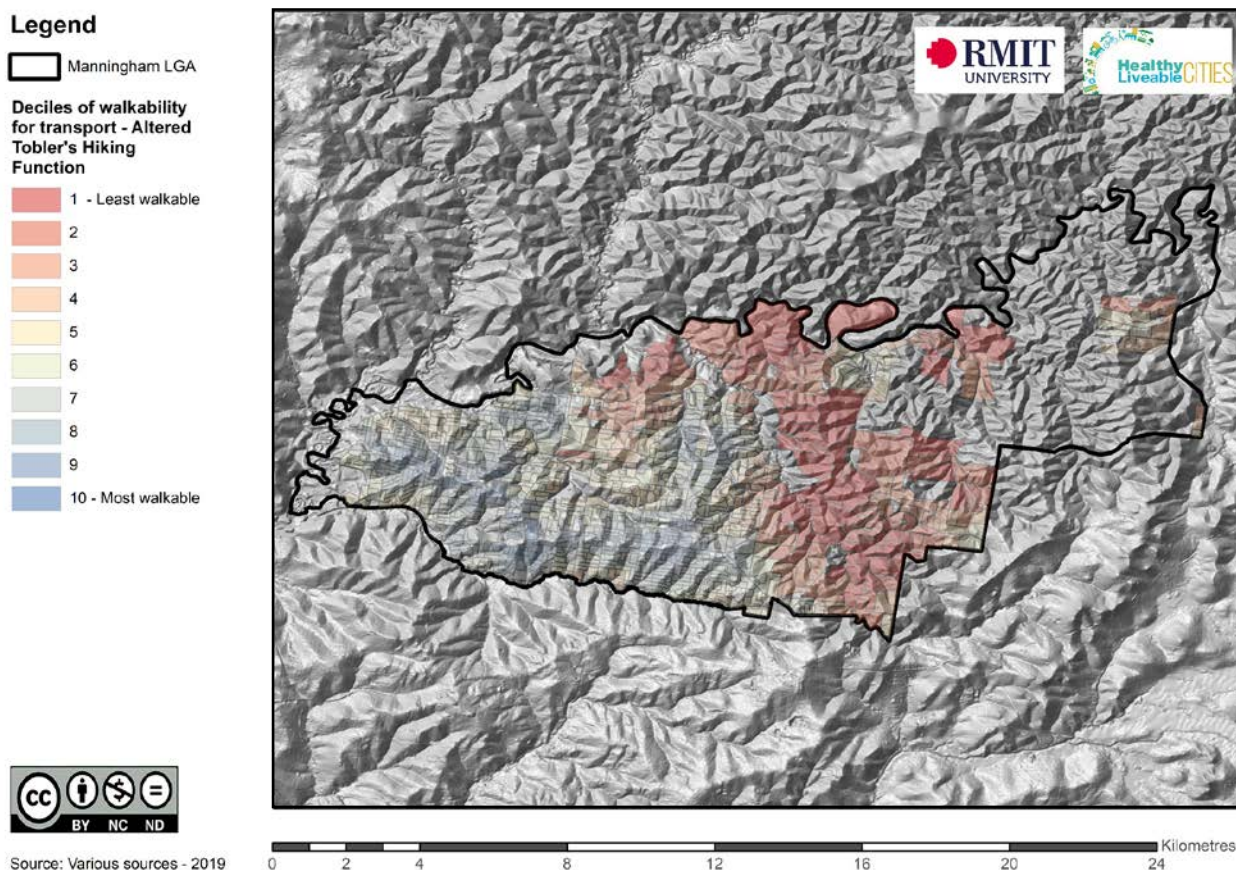 Legend
Manningham LGA
Deciles of walkability
for transport - Altered
Tobler's Hiking
Function
1 - Least walkable
2
3
4
5
6
7
8
9
10 - Most walkable
RMIT
UNIVERSITY
Healthy
Liveable CITIES
cc
BY NC ND
Source: Various sources - 2019
Kilometres
0 2 4 8 12 16 20 24